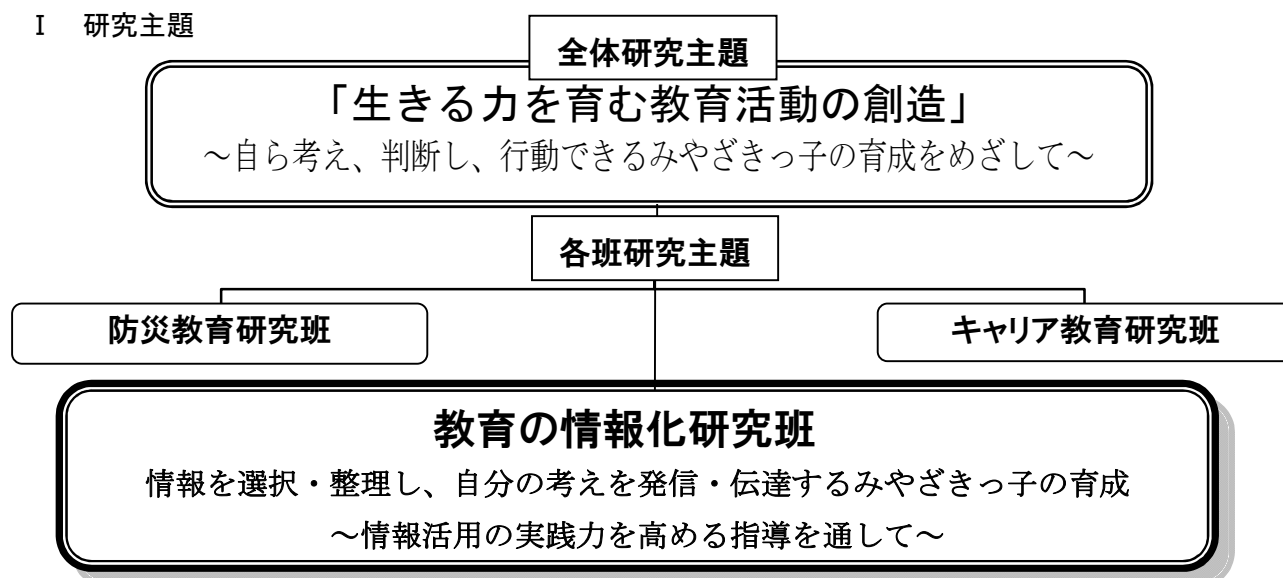 Ⅰ 研究主題
全体研究主題
「生きる力を育む教育活動の創造」
～自ら考え、判断し、行動できるみやざきっ子の育成をめざして～
各班研究主題
防災教育研究班
キャリア教育研究班
教育の情報化研究班
情報を選択・整理し、自分の考えを発信・伝達するみやざきっ子の育成
～情報活用の実践力を高める指導を通して～